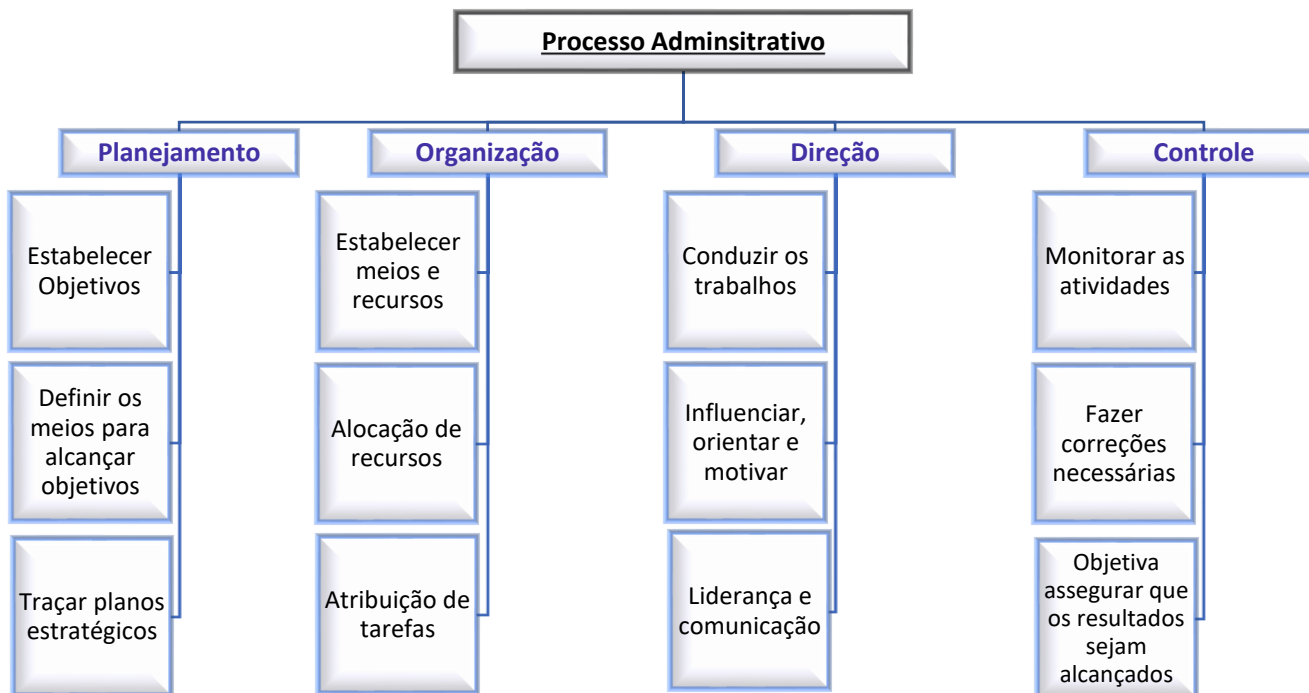 Processo Adminsitrativo
Planejamento
Estabelecer
Objetivos
Definir os
meios para
alcançar
objetivos
Traçar planos
estratégicos
Organização
Estabelecer
meios e
recursos
Alocação de
recursos
Atribuição de
tarefas
Direção
Conduzir os
trabalhos
Influenciar,
orientar e
motivar
Liderança e
comunicação
Controle
Monitorar as
atividades
Fazer
correções
necessárias
Objetiva
assegurar que
os resultados
sejam
alcançados